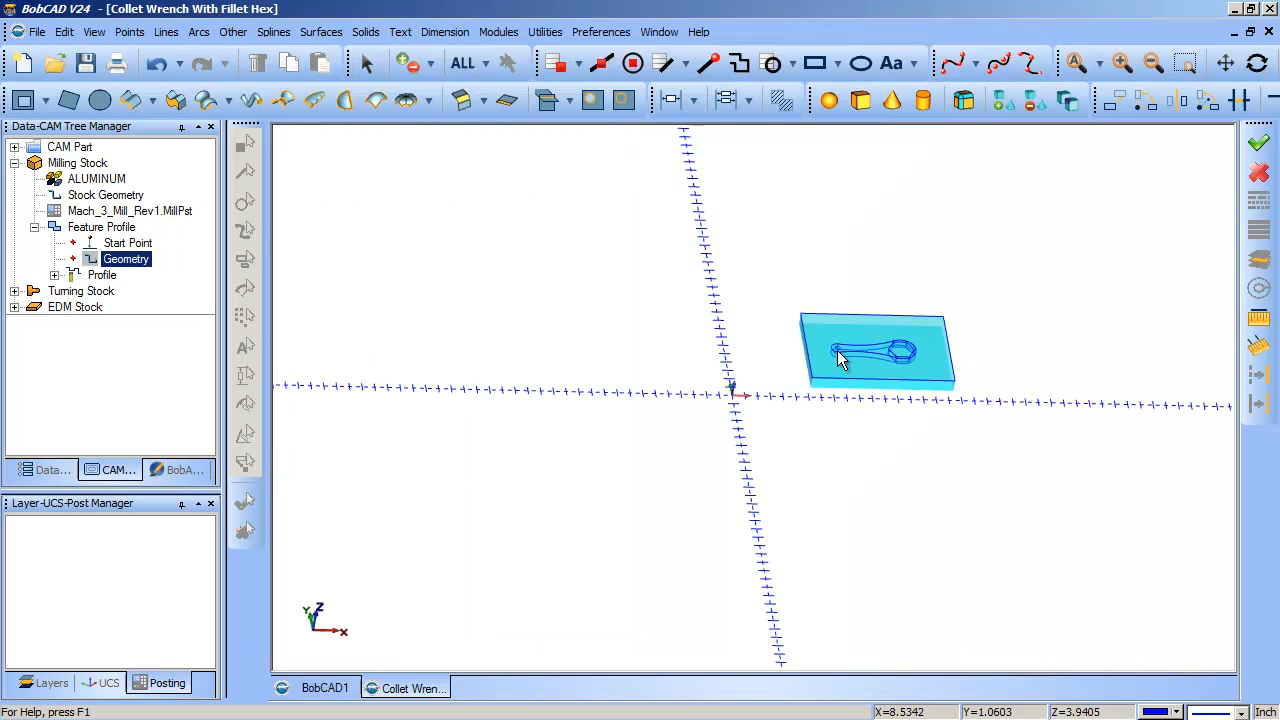 BobCAD V24 - [Collet Wrench With Fillet Hex]
File Edit View Points Lines Arcs Other Splines Surfaces Solids Text Dimension Modules Utilities Preferences Window Help
ALL
Aa
Data-CAM Tree Manager
CAM Part
Milling Stock
ALUMINUM
Stock Geometry
Mach_3_Mill_Rev1.MillPst
Feature Profile
Start Point
Geometry
Profile
Turning Stock
EDM Stock
Data... CAM... BobA...
Layer-UCS-Post Manager
Layers UCS Posting
Y Z X
BobCAD1 Collet Wren...
For Help, press F1 X=8.5342 Y=1.0603 Z=3.9405 Inch